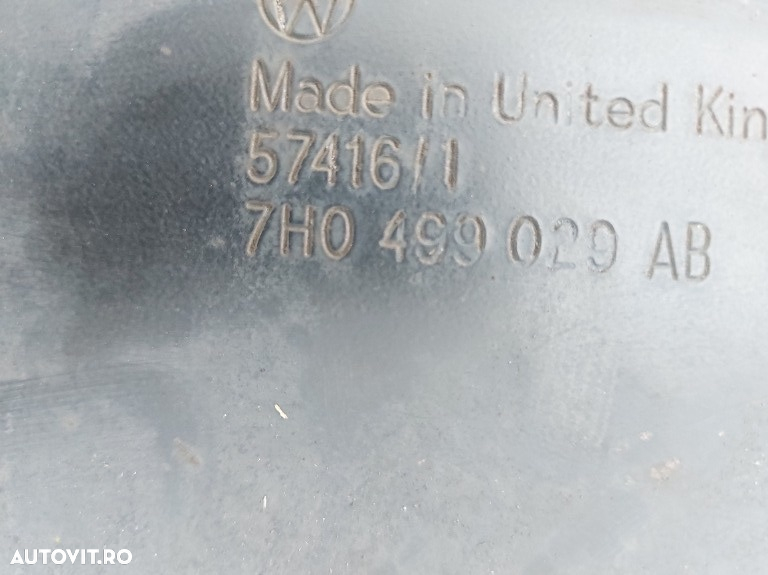 Made in United Kin
57416/1
7H0 499 029 AB
AUTOVIT.RO